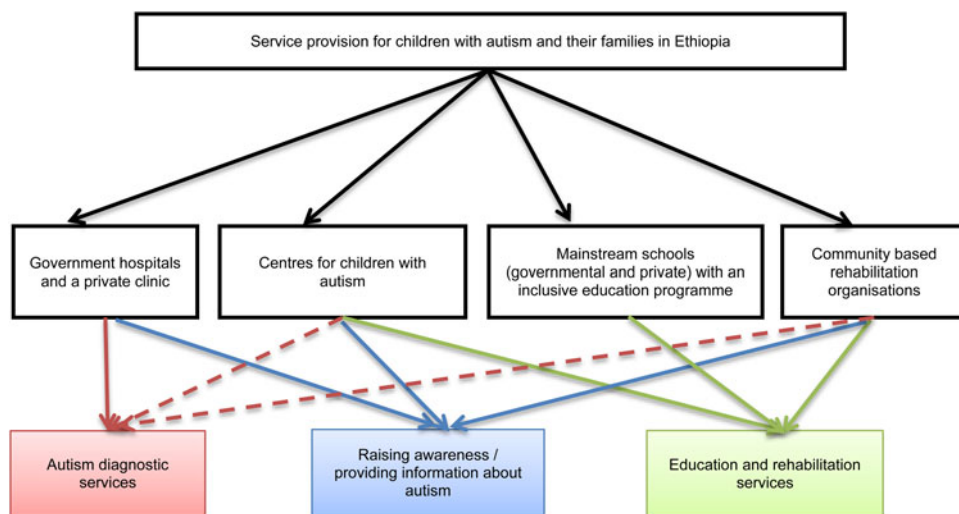 Service provision for children with autism and their families in Ethiopia
Government hospitals
and a private clinic
Centres for children with
autism
Mainstream schools
(governmental and private) with an
inclusive education programme
Community based
rehabilitation
organisations
Autism diagnostic
services
Raising awareness /
providing information about
autism
Education and rehabilitation
services